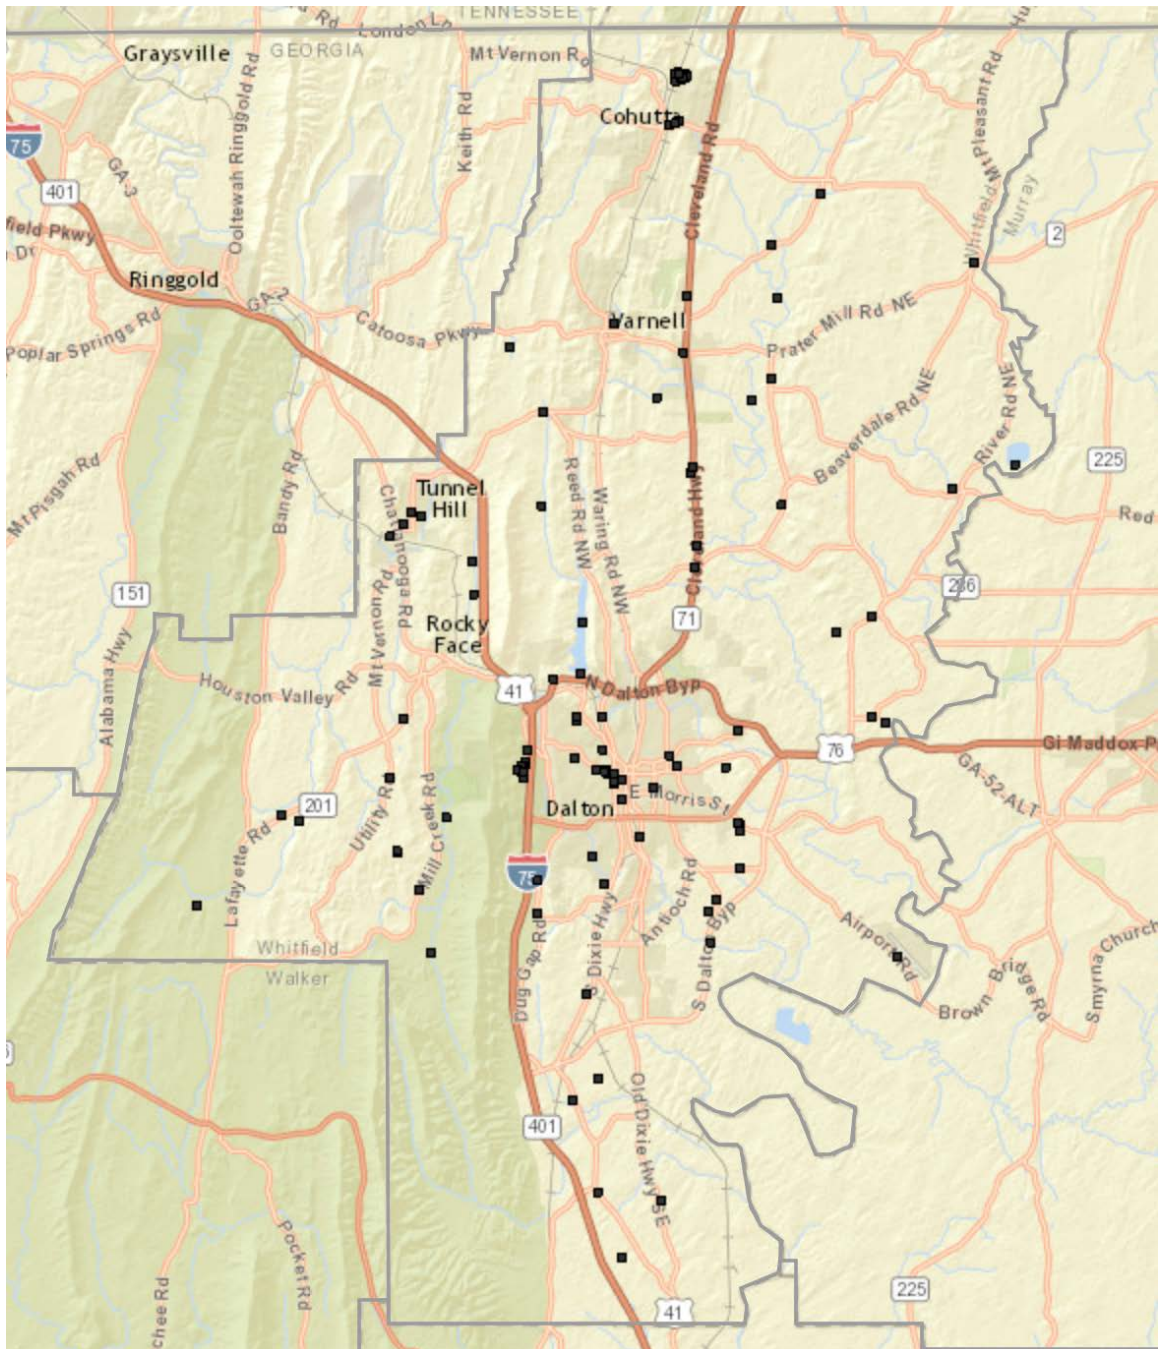 TENNESSEE
London Ln
Graysville
GEORGIA
Mt Vernon R
Ooltewah Ringgold Rd
Keith Rd
Mt Pleasant Rd
Cohutta
75
401
GA-3
Cleveland Rd
Whitfield
Murray
2
field Pkwy
Dr
Ringgold
GA-2
Catoosa Pkwy
Varnell
Prater Mill Rd NE
Poplar Springs Rd
Beaverdale Rd NE
River Rd NE
225
Mt Pisgah Rd
Bandy Rd
Tunnel
Hill
Chattanooga Rd
Reed Rd NW
Waring Rd NW
Cleveland Hwy
Red
151
286
71
Rocky
Face
Mt Vernon Rd
Alabama Hwy
Houston Valley Rd
41
N Dalton Byp
76
Gi Maddox P
GA-52-ALT
201
Utility Rd
Mill Creek Rd
Dalton
E Morris St
Lafayette Rd
75
Antioch Rd
S Dixie Hwy
S Dalton Byp
Airport Rd
Dug Gap Rd
Whitfield
Walker
Brown Bridge Rd
Smyrna Church
Old Dixie Hwy SE
401
Pocket Rd
chee Rd
41
225